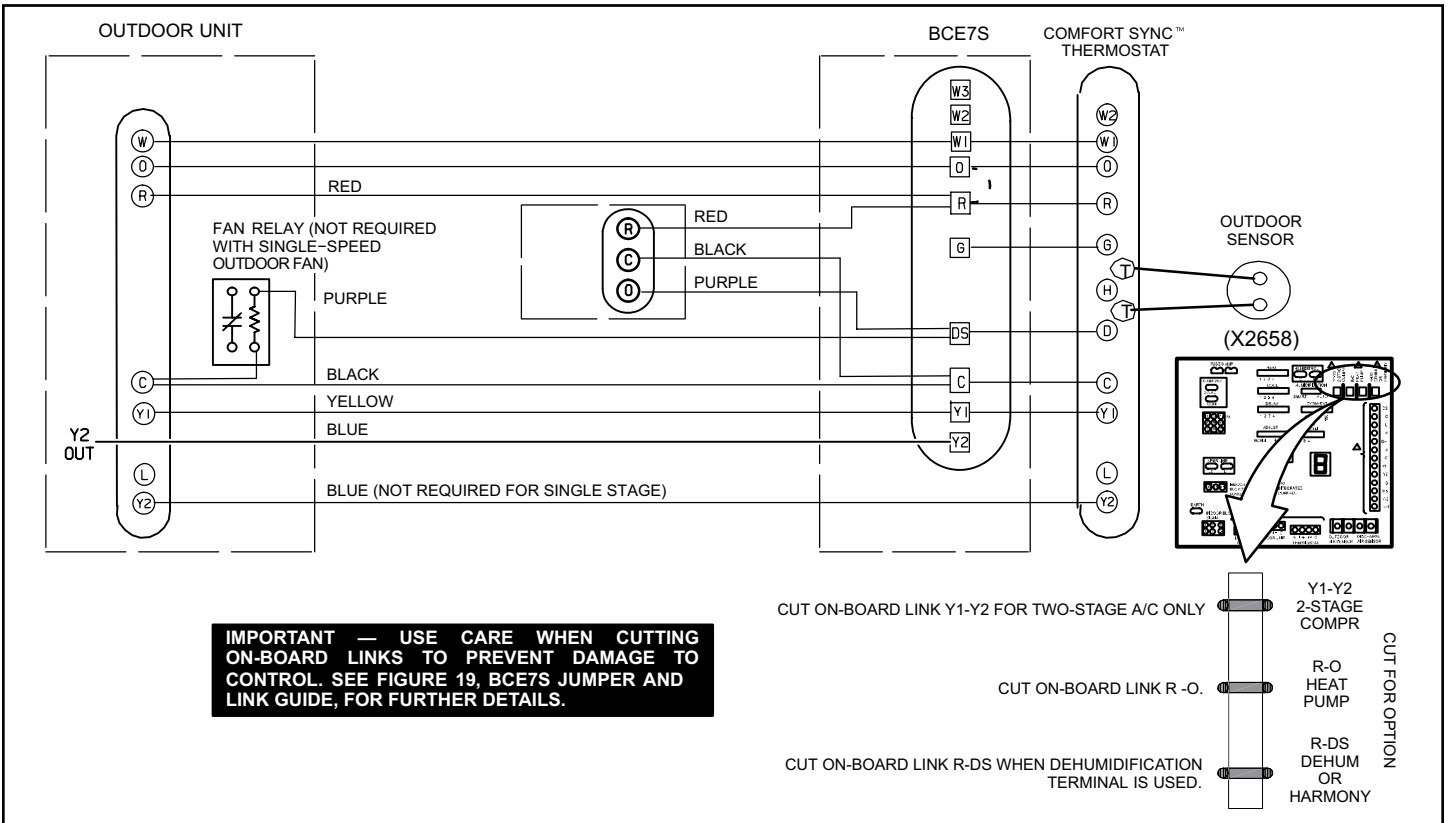 OUTDOOR UNIT
BCE7S
COMFORT SYNC™
THERMOSTAT
W3
W2
W2
W
W1
W1
O
O
O
R
RED
R
R
FAN RELAY (NOT REQUIRED
WITH SINGLE−SPEED
OUTDOOR FAN)
R
C
O
RED
BLACK
PURPLE
G
G
T
H
T
OUTDOOR
SENSOR
(X2658)
PURPLE
DS
D
C
BLACK
C
C
Y1
YELLOW
Y1
Y1
Y2
OUT
BLUE
Y2
L
L
Y2
BLUE (NOT REQUIRED FOR SINGLE STAGE)
Y2
IMPORTANT — USE CARE WHEN CUTTING
ON-BOARD LINKS TO PREVENT DAMAGE TO
CONTROL. SEE FIGURE 19, BCE7S JUMPER AND
LINK GUIDE, FOR FURTHER DETAILS.
CUT ON-BOARD LINK Y1-Y2 FOR TWO-STAGE A/C ONLY
Y1-Y2
2-STAGE
COMPR
CUT ON-BOARD LINK R -O.
R-O
HEAT
PUMP
CUT ON-BOARD LINK R-DS WHEN DEHUMIDIFICATION
TERMINAL IS USED.
R-DS
DEHUM
OR
HARMONY
CUT FOR OPTION